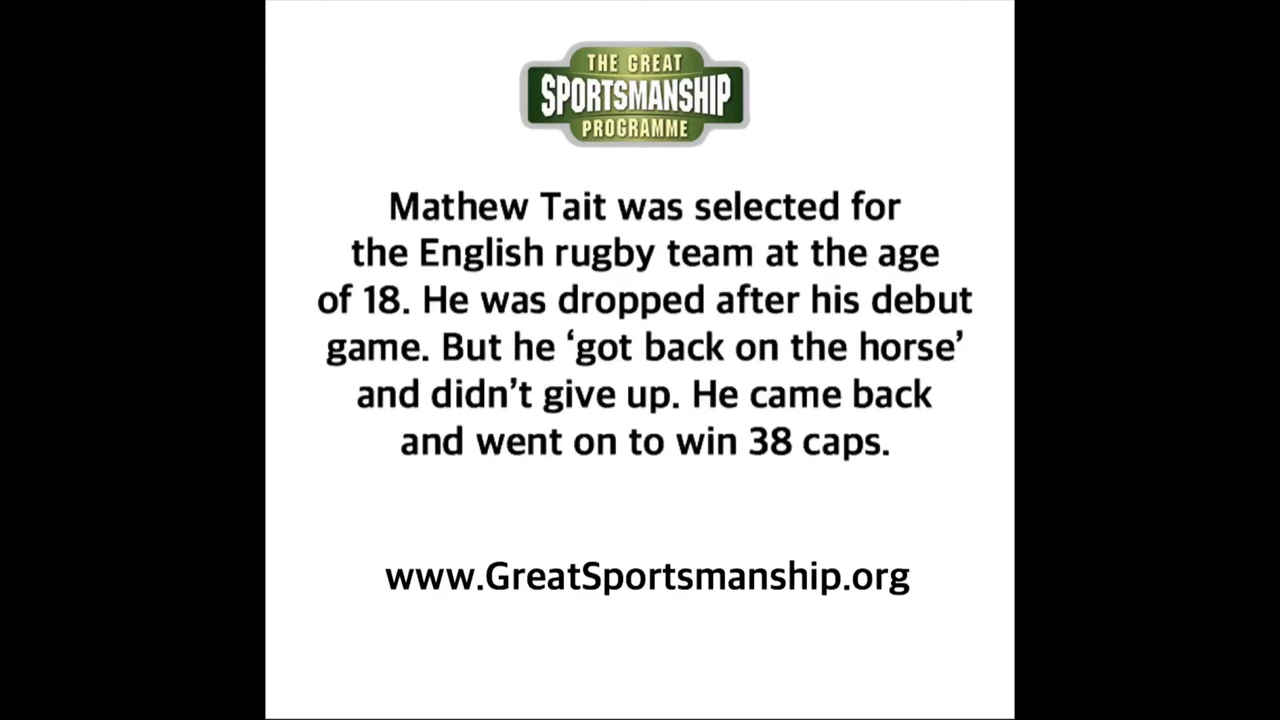 THE GREAT
SPORTSMANSHIP
PROGRAMME
Mathew Tait was selected for
the English rugby team at the age
of 18. He was dropped after his debut
game. But he ‘got back on the horse’
and didn’t give up. He came back
and went on to win 38 caps.
www.GreatSportsmanship.org